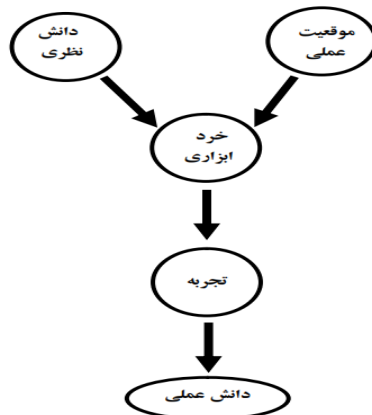 موقعیت
عملی
دانش
نظری
خرد
ابزاری
تجربه
دانش عملی